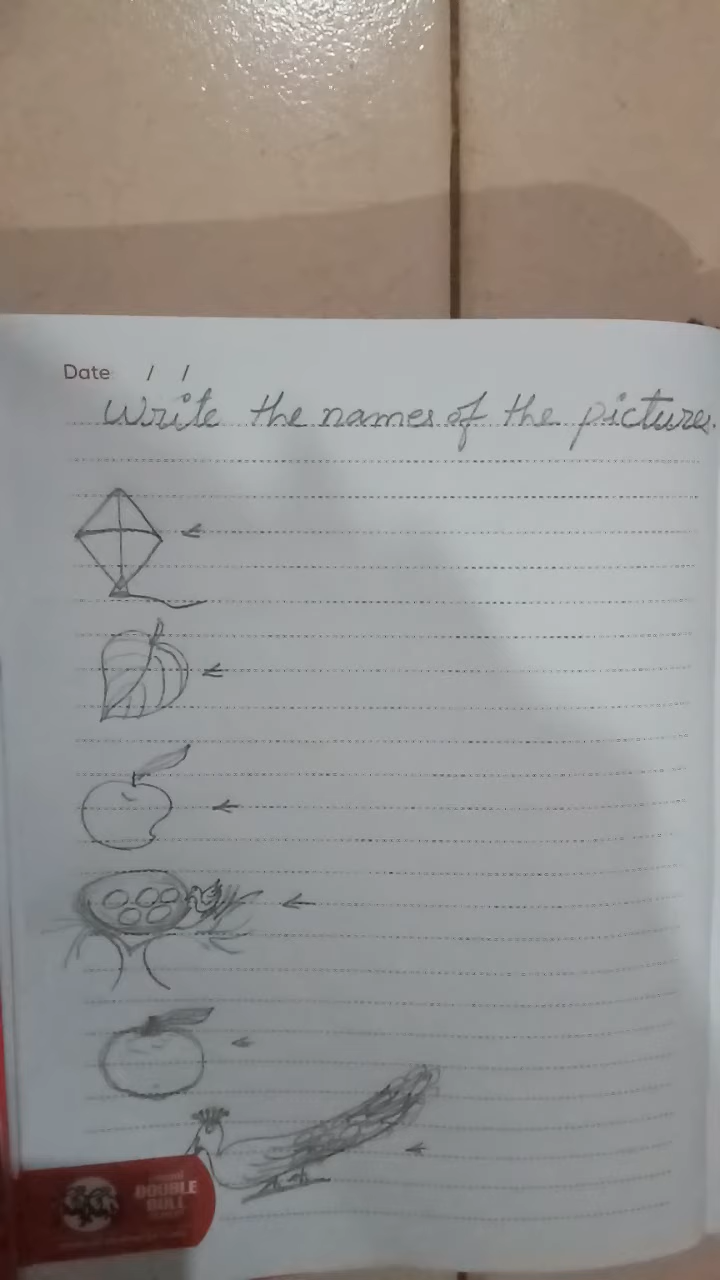 Date / /
Write the names of the pictures.
DOUBLE
BULL